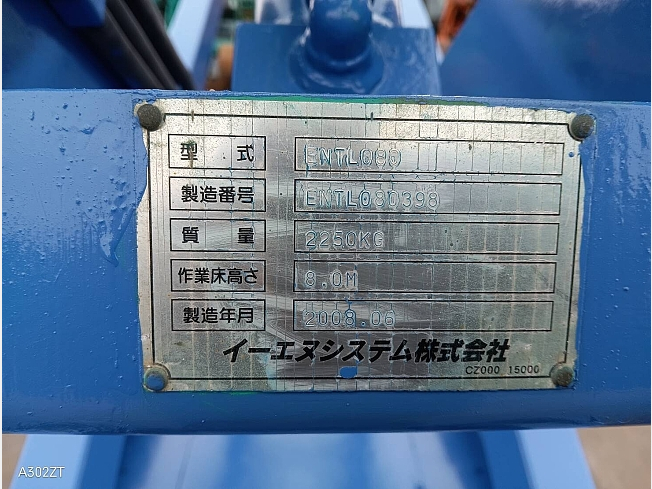 型 式 ENTL080
製造番号 ENTL080398
質 量 2250KG
作業床高さ 8.0M
製造年月 2008.06
イーエヌシステム株式会社
CZ000 15000
A302ZT